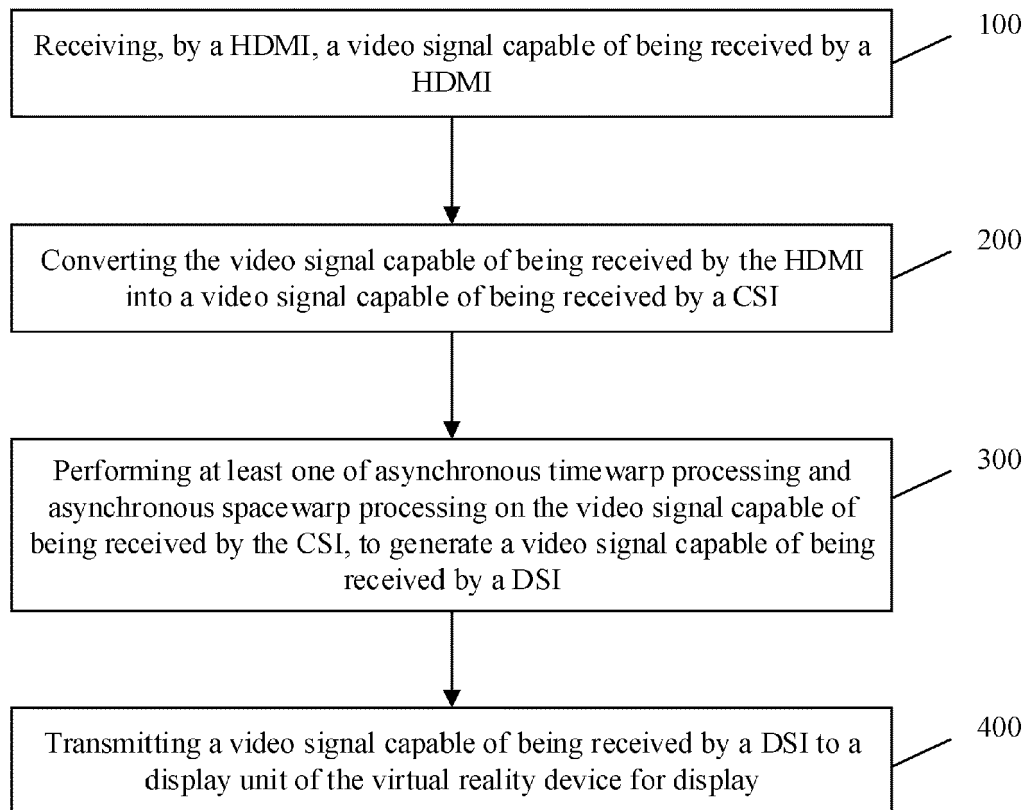 Receiving, by a HDMI, a video signal capable of being received by a
HDMI
100
Converting the video signal capable of being received by the HDMI
into a video signal capable of being received by a CSI
200
Performing at least one of asynchronous timewarp processing and
asynchronous spacewarp processing on the video signal capable of
being received by the CSI, to generate a video signal capable of being
received by a DSI
300
Transmitting a video signal capable of being received by a DSI to a
display unit of the virtual reality device for display
400